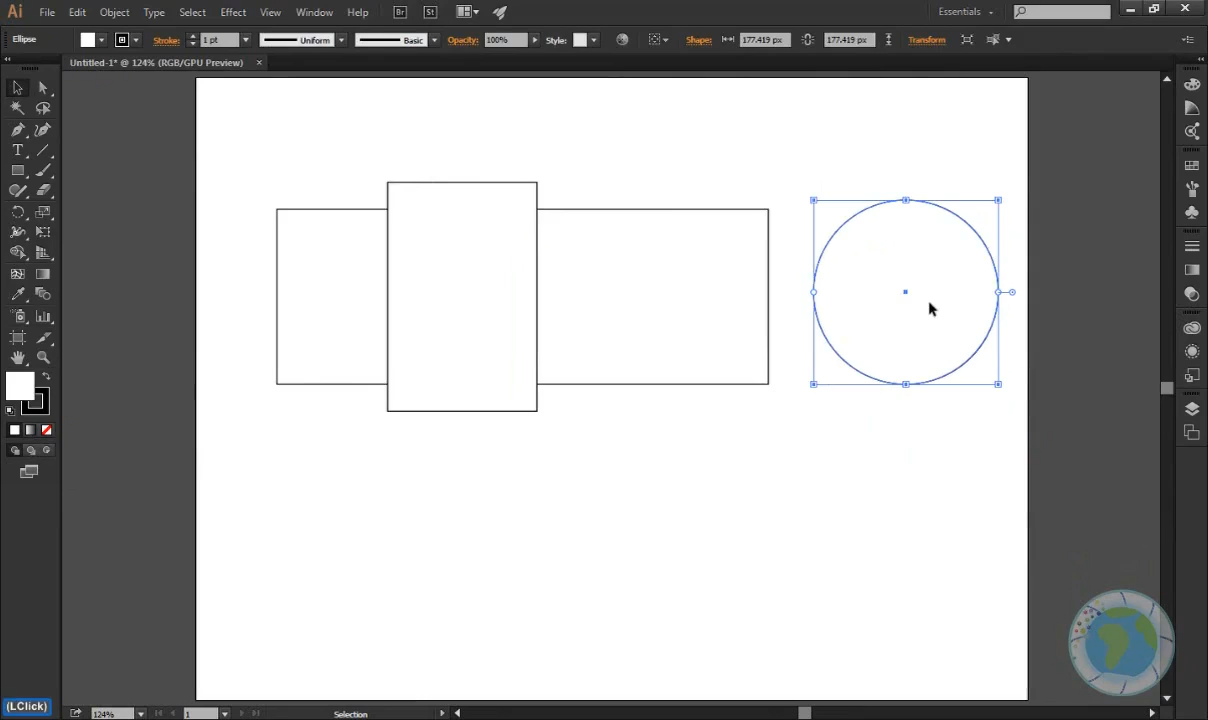 Ai File Edit Object Type Select Effect View Window Help Br St Essentials
Ellipse Stroke: 1 pt Uniform Basic Opacity: 100% Style: Shape: 177.419 px 177.419 px Transform
Untitled-1* @ 124% (RGB/GPU Preview) ×
T
(LClick) 124% 1 Selection